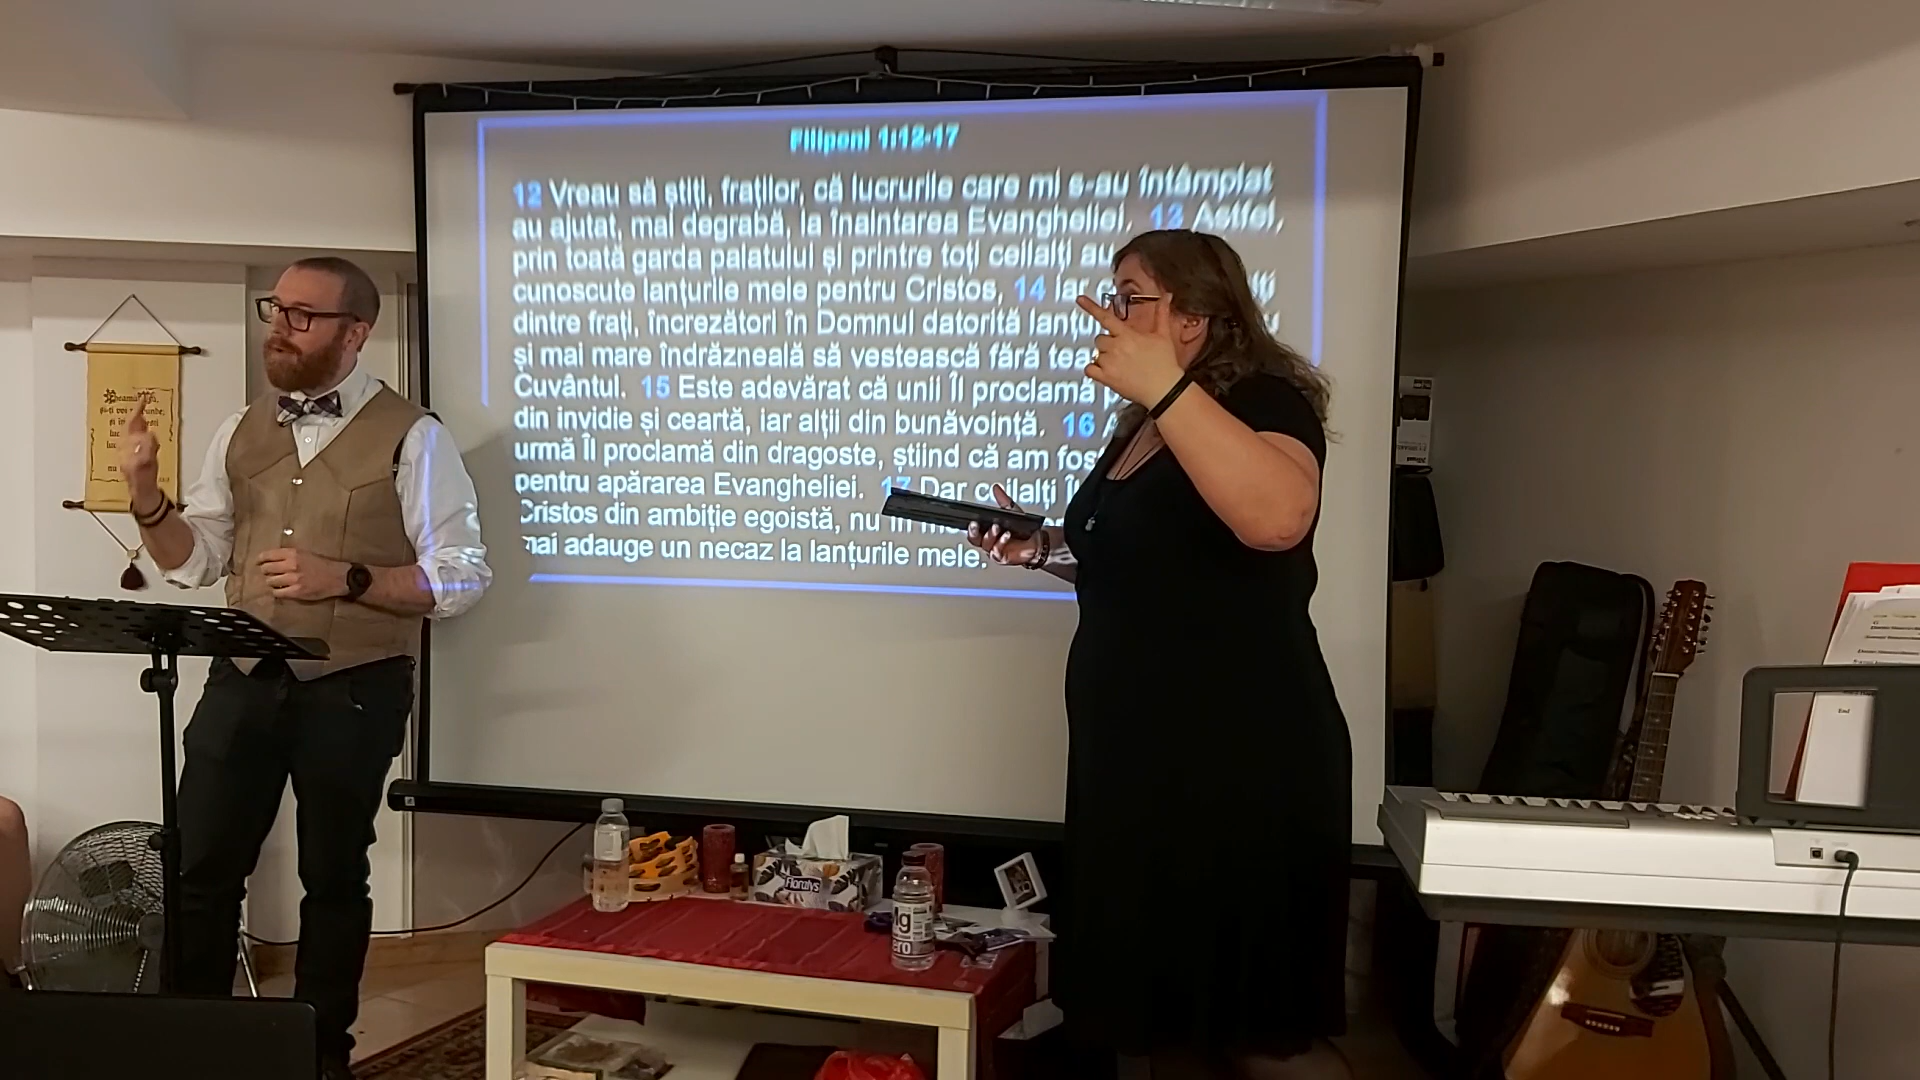 Filipeni 1:12-17
12 Vreau să știți, fraților, că lucrurile care mi s-au întâmplat
au ajutat, mai degrabă, la înaintarea Evangheliei. 13 Astfel,
prin toată garda palatului și printre toți ceilalți au
cunoscute lanțurile mele pentru Cristos, 14 iar
dintre frați, încrezători în Domnul datorită
și mai mare îndrăzneală să vestească fără
Cuvântul. 15 Este adevărat că unii Îl proclamă
din invidie și ceartă, iar alții din bunăvoință. 16
urmă Îl proclamă din dragoste, știind că am
pentru apărarea Evangheliei. 17 Dar ceilalți Îl
Cristos din ambiție egoistă, nu în
mai adauge un necaz la lanțurile mele.
Floralys
Mg
zero
End